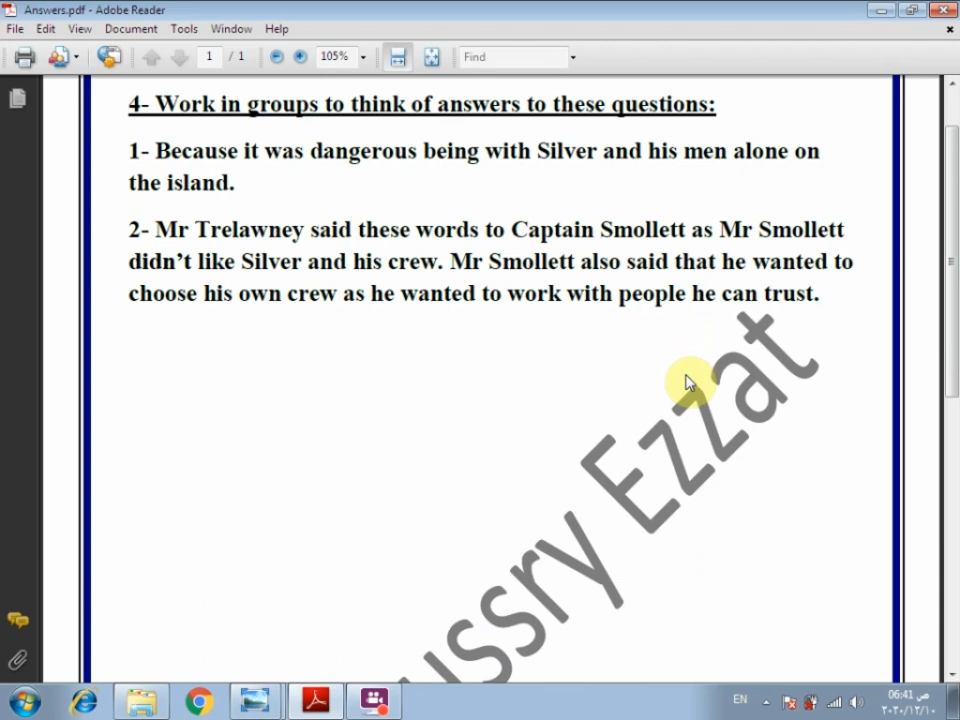 Answers.pdf - Adobe Reader
File Edit View Document Tools Window Help
1 / 1 105% Find
4- Work in groups to think of answers to these questions:
1- Because it was dangerous being with Silver and his men alone on
the island.
2- Mr Trelawney said these words to Captain Smollett as Mr Smollett
didn’t like Silver and his crew. Mr Smollett also said that he wanted to
choose his own crew as he wanted to work with people he can trust.
ussry Ezzat
EN
06:41 ص
٢٠٢٠/١٢/١٠